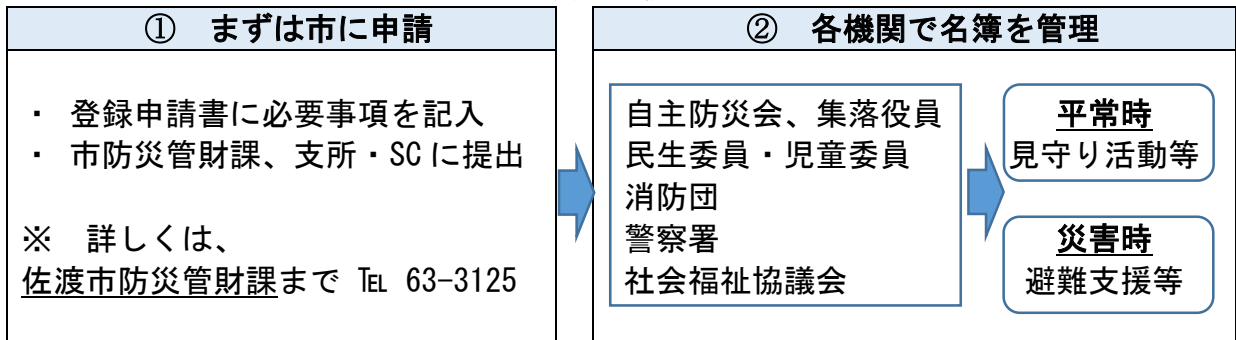 ① まずは市に申請
・ 登録申請書に必要事項を記入
・ 市防災管財課、支所・SCに提出
※ 詳しくは、
佐渡市防災管財課まで ℡ 63-3125
② 各機関で名簿を管理
自主防災会、集落役員
民生委員・児童委員
消防団
警察署
社会福祉協議会
平常時
見守り活動等
災害時
避難支援等